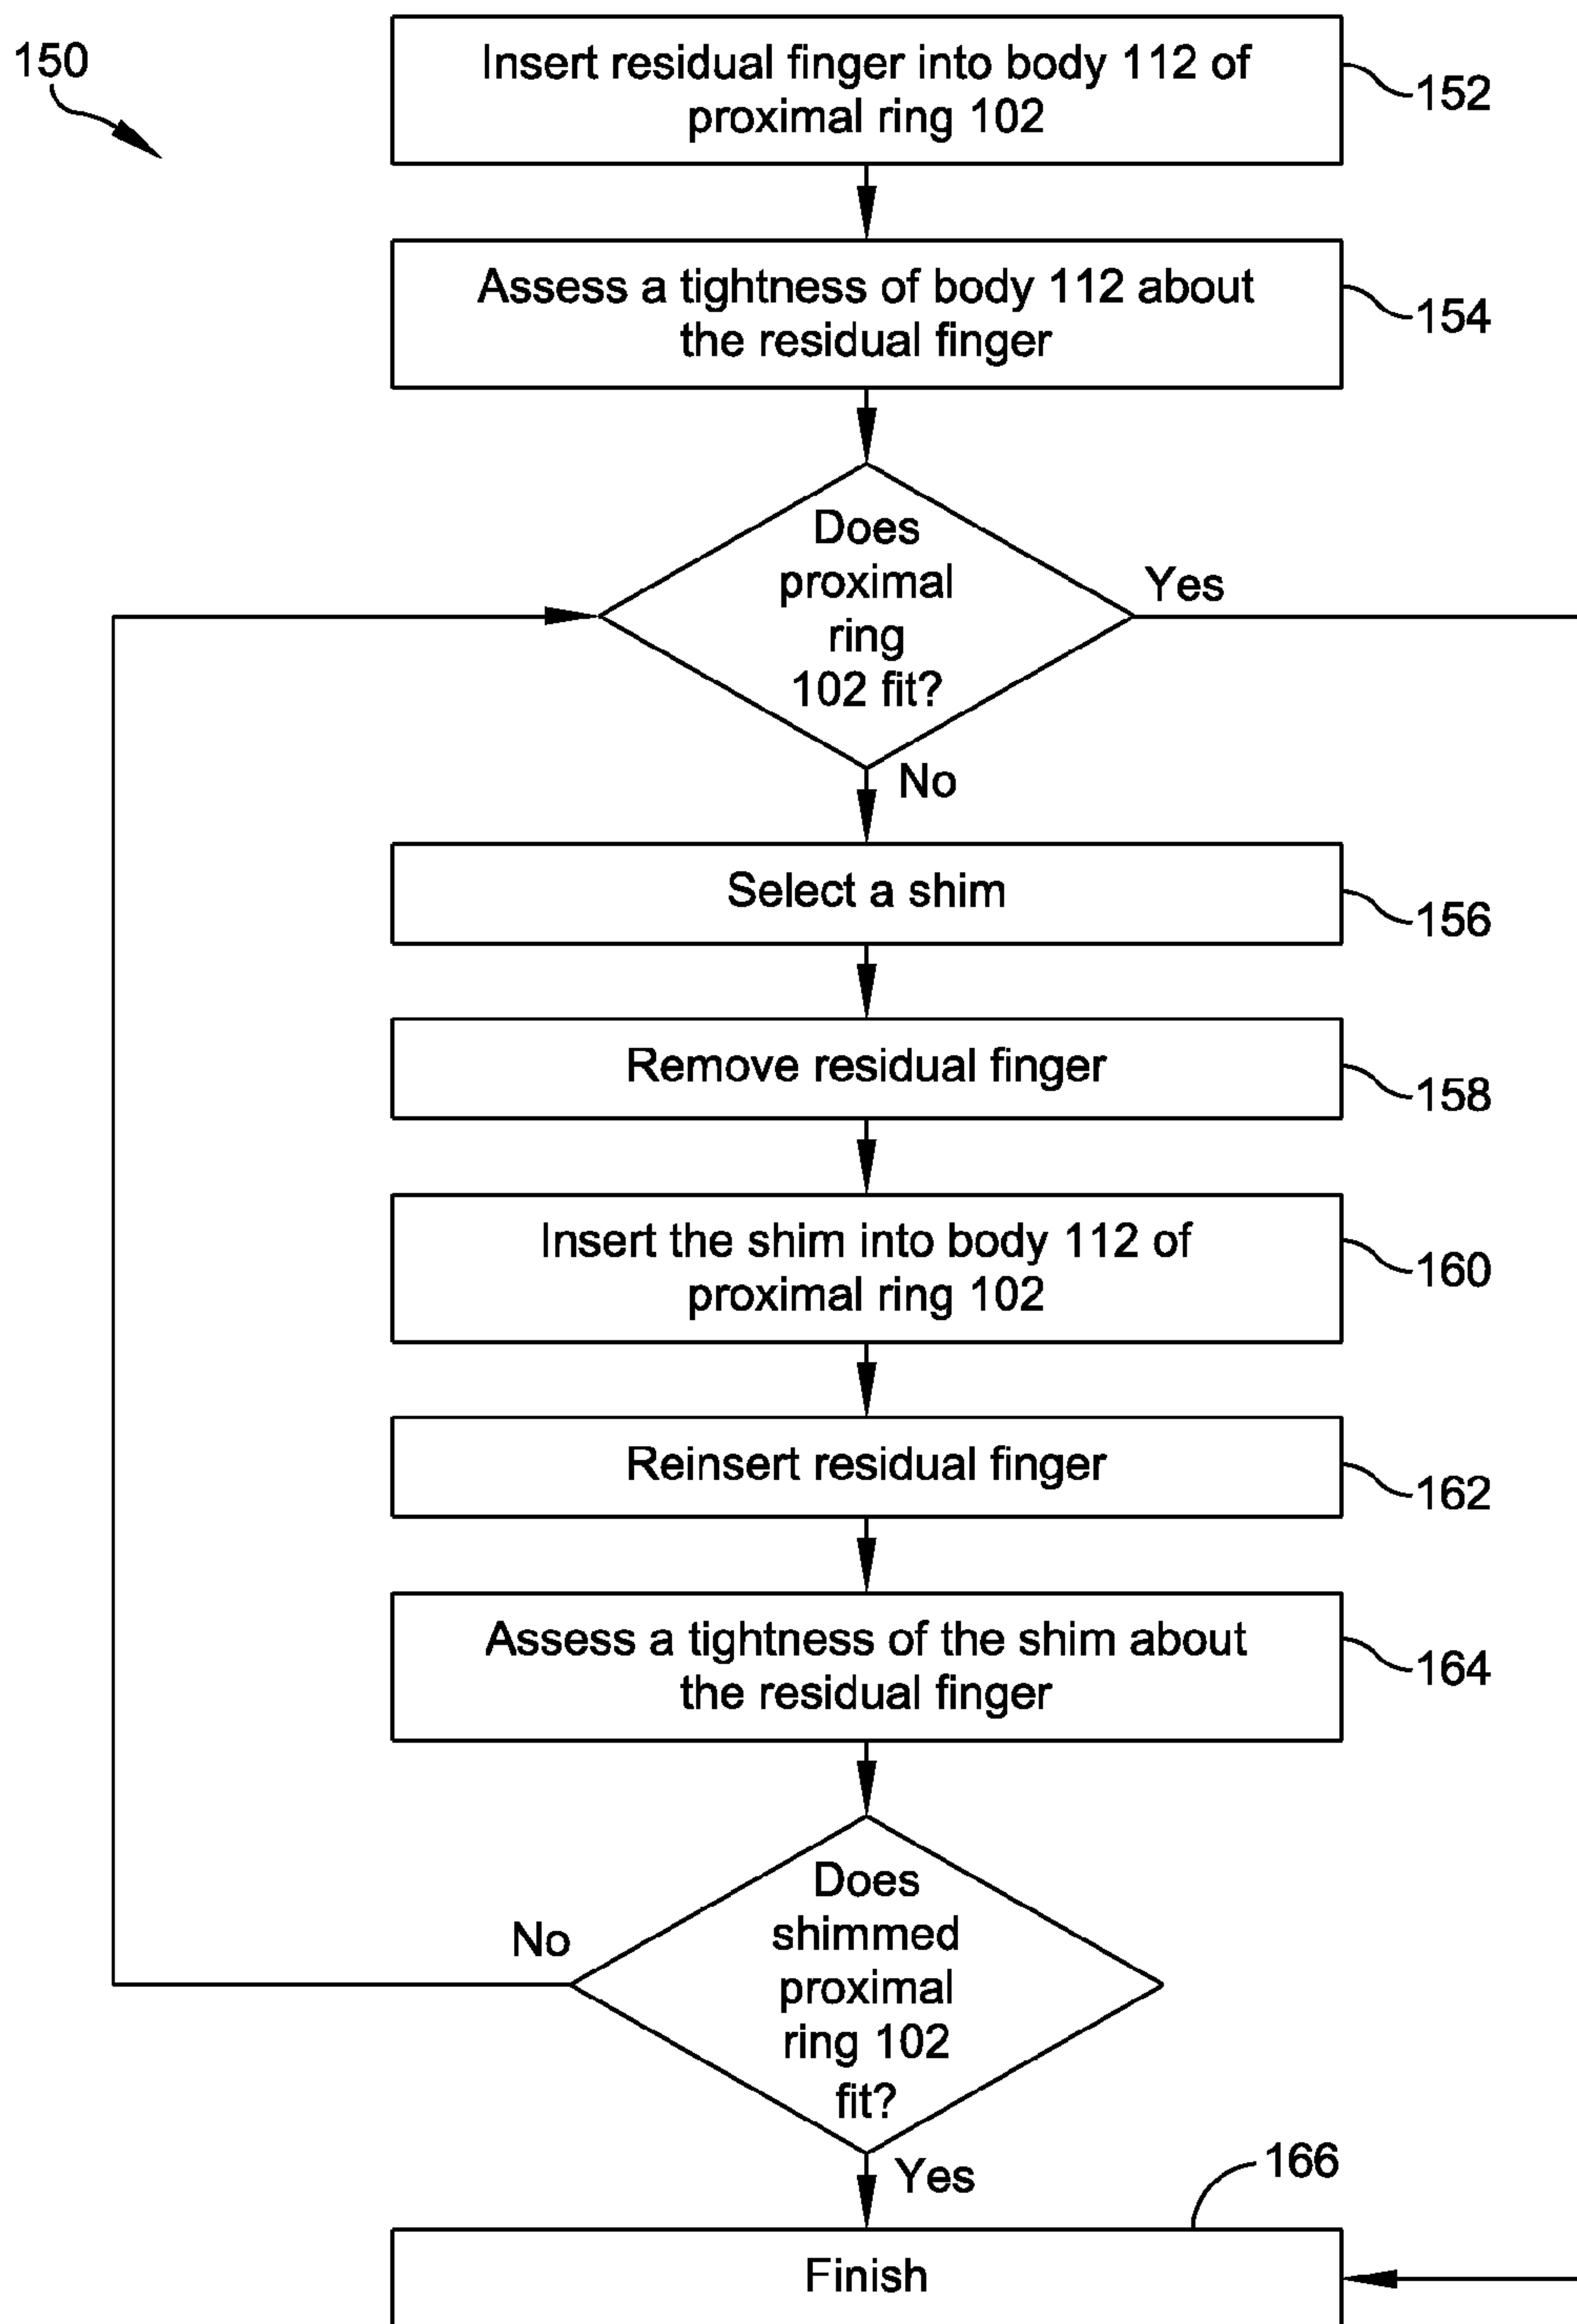 150
Insert residual finger into body 112 of
proximal ring 102
152
Assess a tightness of body 112 about
the residual finger
154
Does
proximal
ring
102 fit?
Yes
No
Select a shim
156
Remove residual finger
158
Insert the shim into body 112 of
proximal ring 102
160
Reinsert residual finger
162
Assess a tightness of the shim about
the residual finger
164
Does
shimmed
proximal
ring 102
fit?
No
Yes
166
Finish